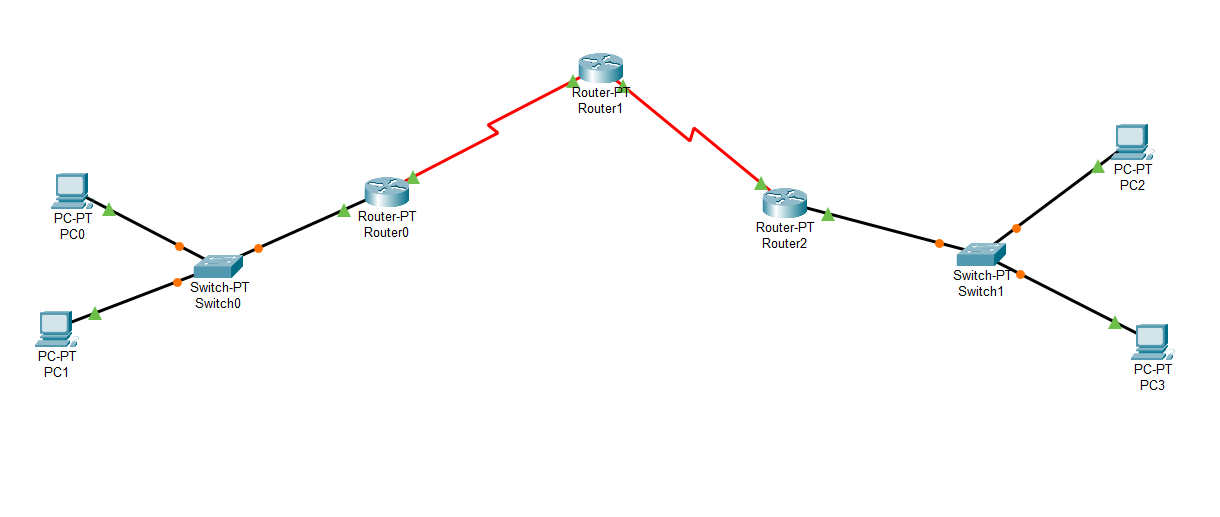 Router-PT
Router1
PC-PT
PC2
PC-PT
PC0
Router-PT
Router0
Router-PT
Router2
Switch-PT
Switch0
Switch-PT
Switch1
PC-PT
PC1
PC-PT
PC3